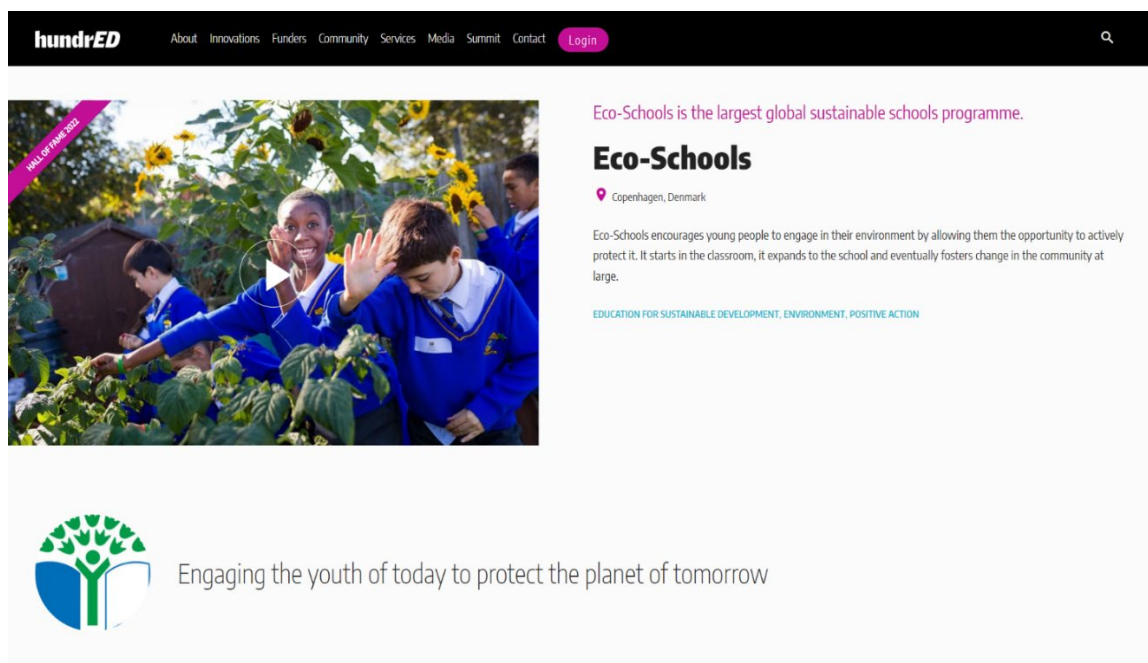 hundrED
About Innovations Funders Community Services Media Summit Contact Login
HALL OF FAME 2022
Eco-Schools is the largest global sustainable schools programme.
Eco-Schools
Copenhagen, Denmark
Eco-Schools encourages young people to engage in their environment by allowing them the opportunity to actively
protect it. It starts in the classroom, it expands to the school and eventually fosters change in the community at
large.
EDUCATION FOR SUSTAINABLE DEVELOPMENT, ENVIRONMENT, POSITIVE ACTION
Engaging the youth of today to protect the planet of tomorrow